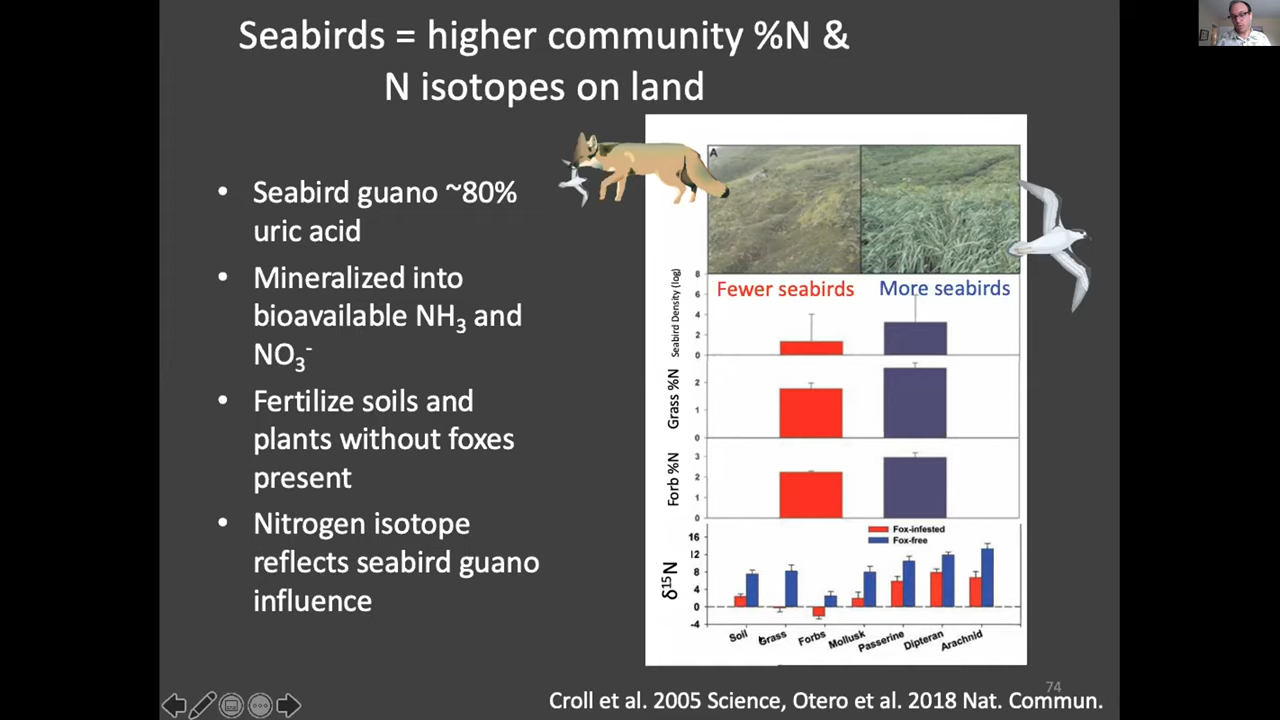 Seabirds = higher community %N &
N isotopes on land
• Seabird guano ~80%
uric acid
• Mineralized into
bioavailable NH₃ and
NO₃⁻
• Fertilize soils and
plants without foxes
present
• Nitrogen isotope
reflects seabird guano
influence
A
Fewer seabirds More seabirds
Seabird Density (log)
8
6
4
2
0
Grass %N
2
1
0
Forb %N
3
2
1
0
Fox-infested
Fox-free
δ¹⁵N
16
12
8
4
0
-4
Soil Grass Forbs Mollusk Passerine Dipteran Arachnid
74
Croll et al. 2005 Science, Otero et al. 2018 Nat. Commun.